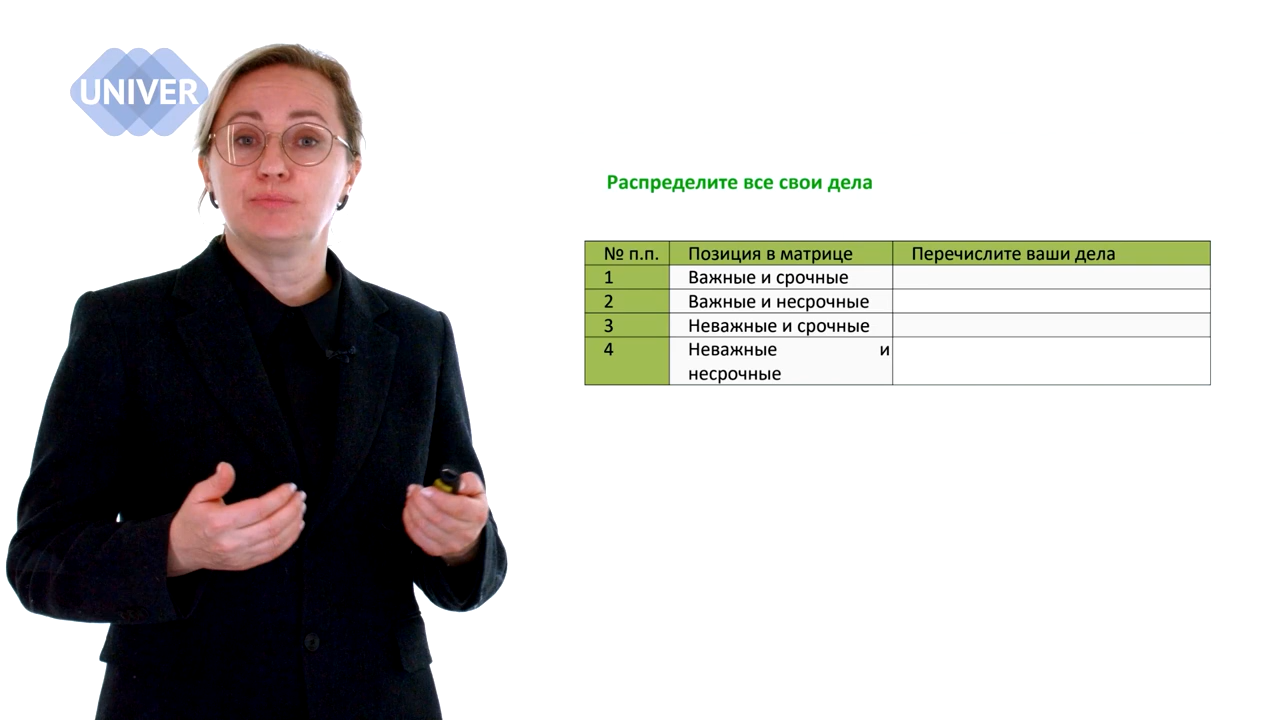 UNIVER
Распределите все свои дела
№ п.п. Позиция в матрице Перечислите ваши дела
1 Важные и срочные
2 Важные и несрочные
3 Неважные и срочные
4 Неважные и
несрочные